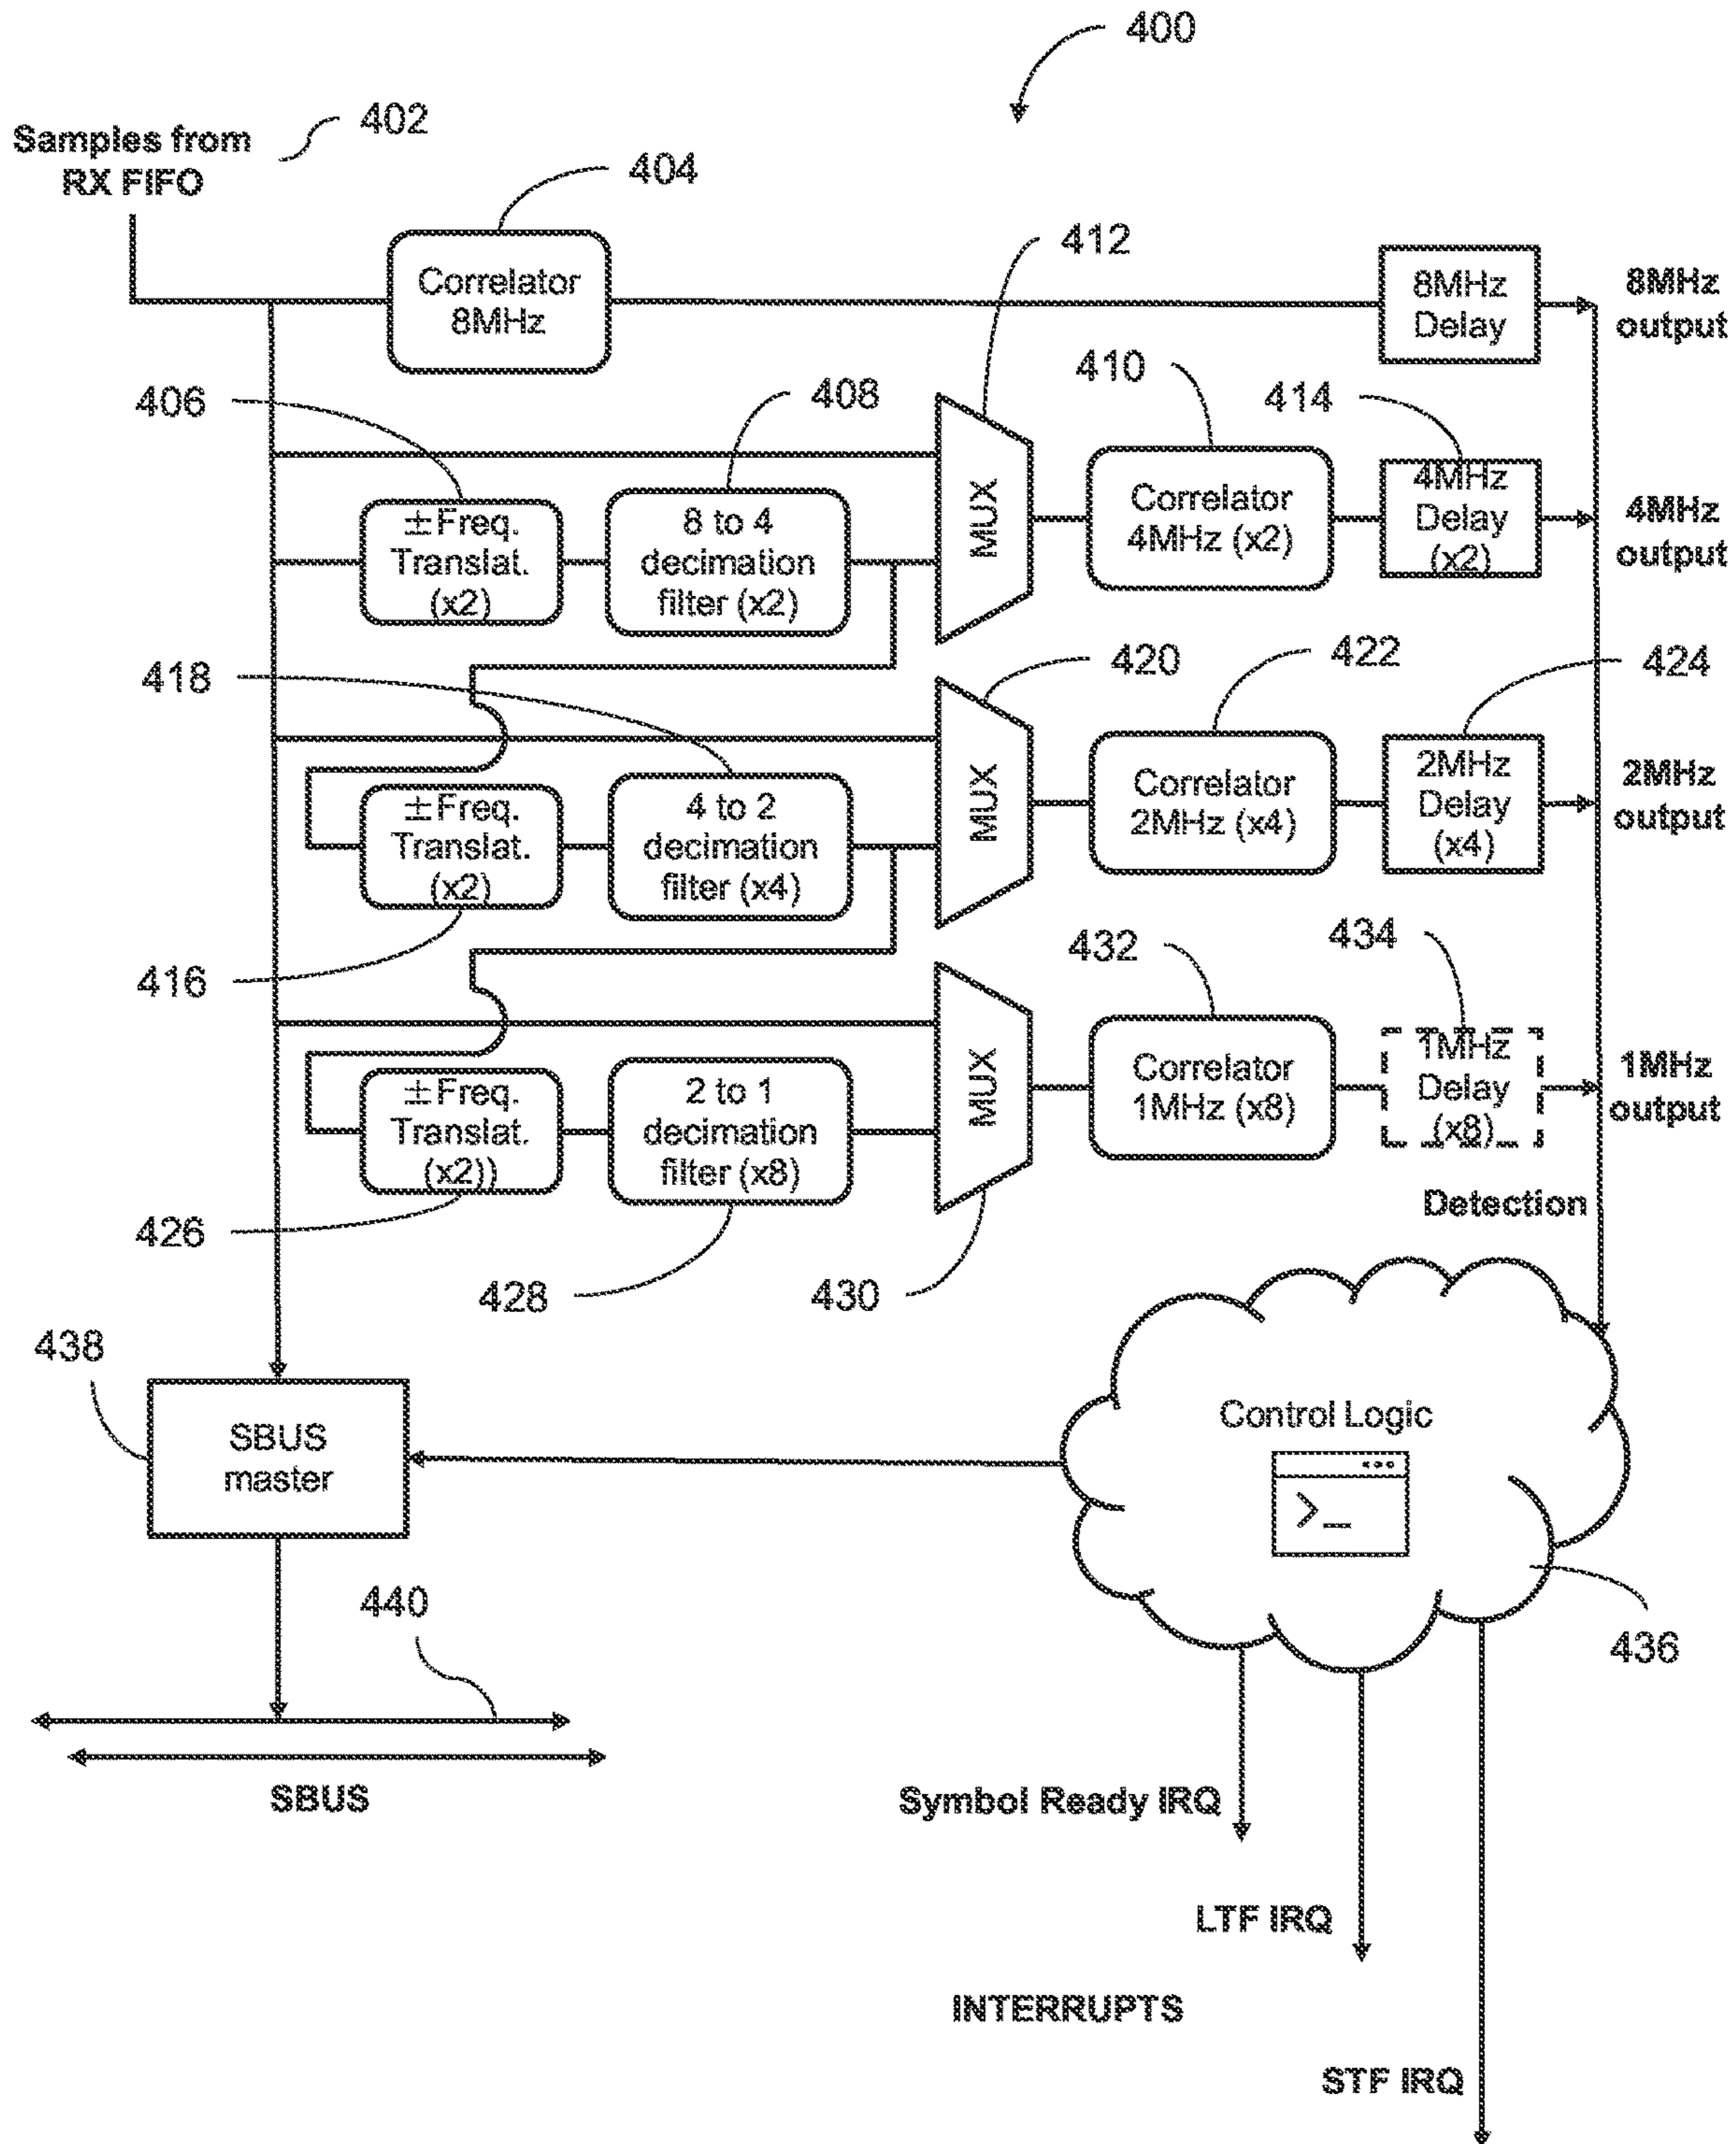 400
402
Samples from
RX FIFO
404
Correlator
8MHz
412
8MHz
Delay
8MHz
output
406
408
410
414
MUX
±Freq.
Translat.
(x2)
8 to 4
decimation
filter (x2)
Correlator
4MHz (x2)
4MHz
Delay
(x2)
4MHz
output
418
420
422
424
MUX
±Freq.
Translat.
(x2)
4 to 2
decimation
filter (x4)
Correlator
2MHz (x4)
2MHz
Delay
(x4)
2MHz
output
416
432
434
MUX
±Freq.
Translat.
(x2))
2 to 1
decimation
filter (x8)
Correlator
1MHz (x8)
1MHz
Delay
(x8)
1MHz
output
426
428
430
Detection
438
SBUS
master
Control Logic
>_
436
440
SBUS
Symbol Ready IRQ
LTF IRQ
INTERRUPTS
STF IRQ